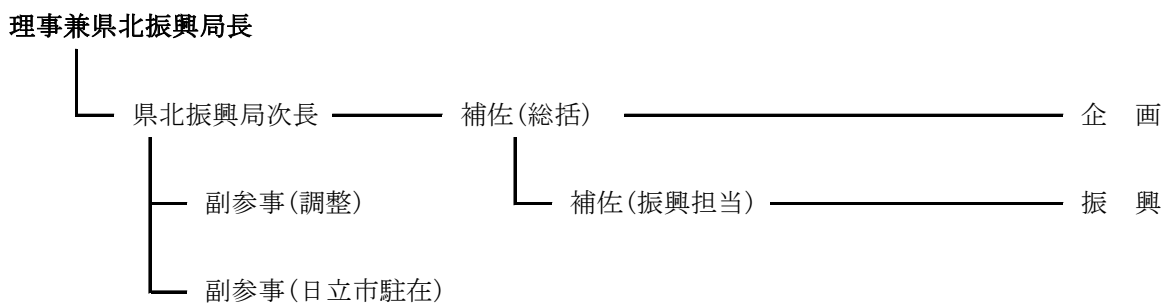 理事兼県北振興局長
県北振興局次長 補佐(総括) 企 画
副参事(調整) 補佐(振興担当) 振 興
副参事(日立市駐在)